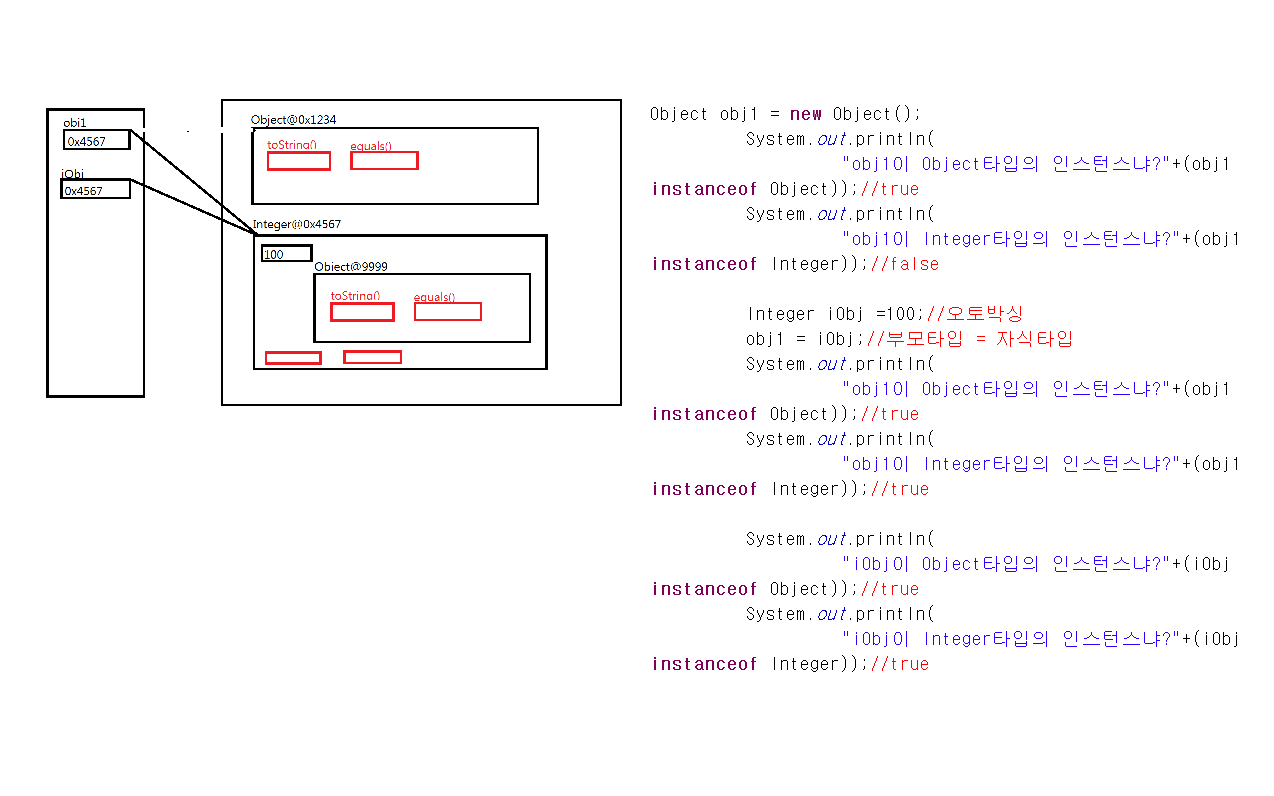 obj1
0x4567
iObj
0x4567
Object@0x1234
toString()
equals()
Integer@0x4567
100
Object@9999
toString()
equals()
Object obj1 = new Object();
System.out.println(
"obj1이 Object타입의 인스턴스냐?"+(obj1
instanceof Object));//true
System.out.println(
"obj1이 Integer타입의 인스턴스냐?"+(obj1
instanceof Integer));//false
Integer iObj =100;//오토박싱
obj1 = iObj;//부모타입 = 자식타입
System.out.println(
"obj1이 Object타입의 인스턴스냐?"+(obj1
instanceof Object));//true
System.out.println(
"obj1이 Integer타입의 인스턴스냐?"+(obj1
instanceof Integer));//true
System.out.println(
"iObj이 Object타입의 인스턴스냐?"+(iObj
instanceof Object));//true
System.out.println(
"iObj이 Integer타입의 인스턴스냐?"+(iObj
instanceof Integer));//true